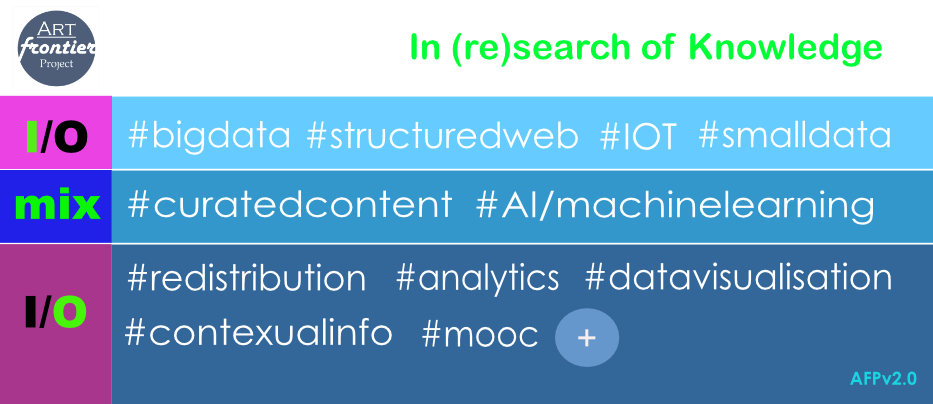 ART
frontier
Project
In (re)search of Knowledge
I/O
#bigdata #structuredweb #IOT #smalldata
mix
#curatedcontent #AI/machinelearning
I/O
#redistribution #analytics #datavisualisation
#contexualinfo #mooc +
AFPv2.0